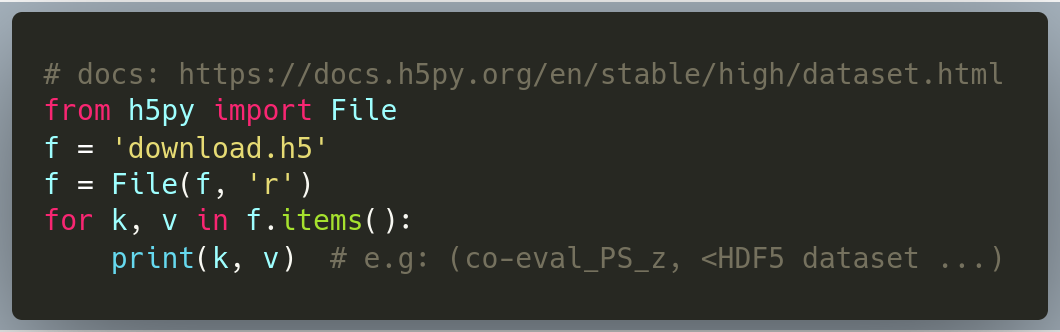 # docs: https://docs.h5py.org/en/stable/high/dataset.html
from h5py import File
f = 'download.h5'
f = File(f, 'r')
for k, v in f.items():
    print(k, v)  # e.g: (co-eval_PS_z, <HDF5 dataset ...)